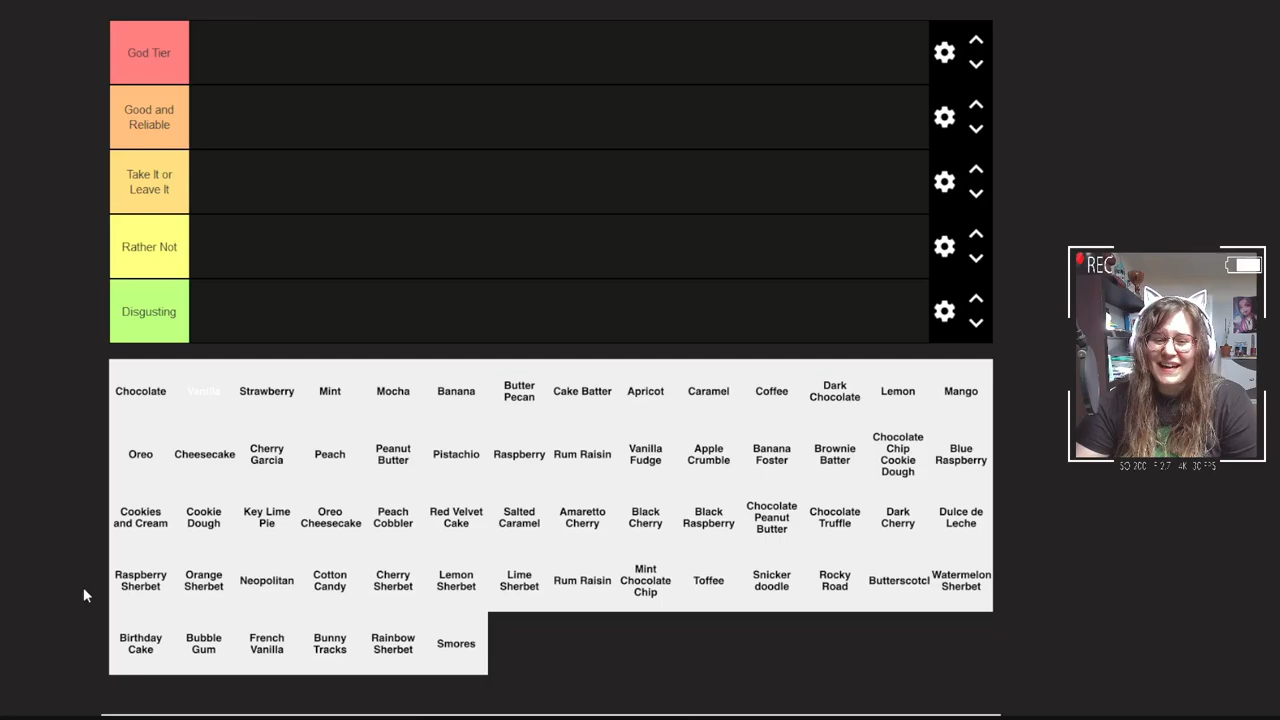 God Tier
Good and
Reliable
Take It or
Leave It
Rather Not
Disgusting
Chocolate
Vanilla
Strawberry
Mint
Mocha
Banana
Butter
Pecan
Cake Batter
Apricot
Caramel
Coffee
Dark
Chocolate
Lemon
Mango
Oreo
Cheesecake
Cherry
Garcia
Peach
Peanut
Butter
Pistachio
Raspberry
Rum Raisin
Vanilla
Fudge
Apple
Crumble
Banana
Foster
Brownie
Batter
Chocolate
Chip
Cookie
Dough
Blue
Raspberry
Cookies
and Cream
Cookie
Dough
Key Lime
Pie
Oreo
Cheesecake
Peach
Cobbler
Red Velvet
Cake
Salted
Caramel
Amaretto
Cherry
Black
Cherry
Black
Raspberry
Chocolate
Peanut
Butter
Chocolate
Truffle
Dark
Cherry
Dulce de
Leche
Raspberry
Sherbet
Orange
Sherbet
Neopolitan
Cotton
Candy
Cherry
Sherbet
Lemon
Sherbet
Lime
Sherbet
Rum Raisin
Mint
Chocolate
Chip
Toffee
Snicker
doodle
Rocky
Road
Butterscotcl
Watermelon
Sherbet
Birthday
Cake
Bubble
Gum
French
Vanilla
Bunny
Tracks
Rainbow
Sherbet
Smores
REC
4K 30 FPS